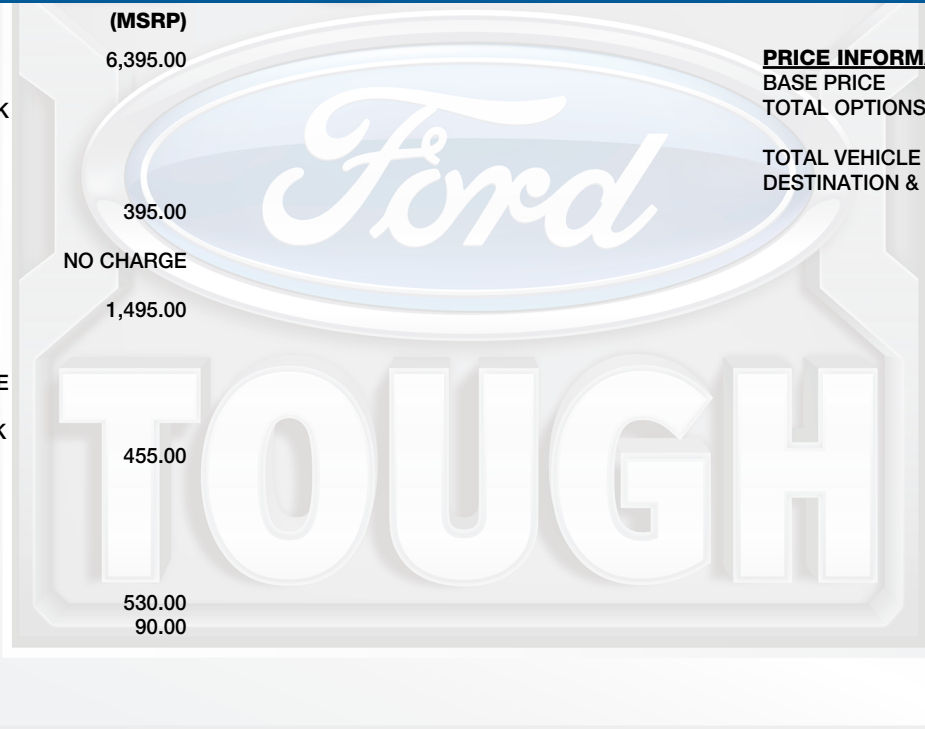 (MSRP)
6,395.00
K
395.00
NO CHARGE
1,495.00
E
K
455.00
530.00
90.00
PRICE INFORMA
BASE PRICE
TOTAL OPTIONS
TOTAL VEHICLE
DESTINATION &
Ford
TOUGH